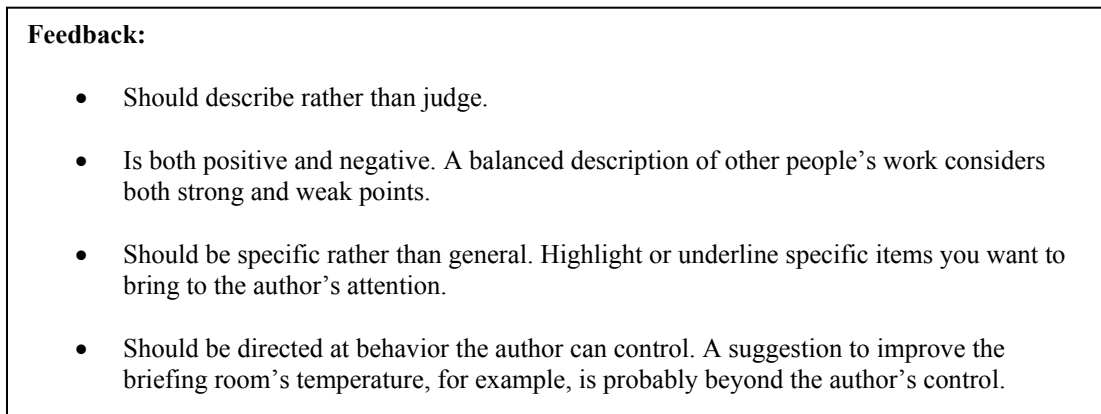 Feedback:
• Should describe rather than judge.
• Is both positive and negative. A balanced description of other people’s work considers
both strong and weak points.
• Should be specific rather than general. Highlight or underline specific items you want to
bring to the author’s attention.
• Should be directed at behavior the author can control. A suggestion to improve the
briefing room’s temperature, for example, is probably beyond the author’s control.